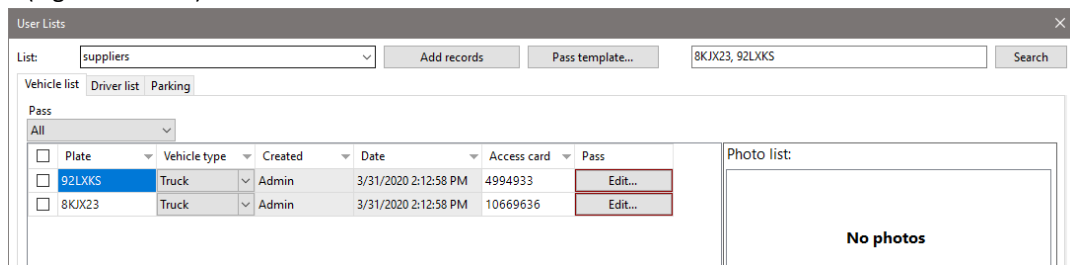 User Lists
List: suppliers Add records Pass template... 8KJX23, 92LXKS Search
Vehicle list Driver list Parking
Pass
All
Plate Vehicle type Created Date Access card Pass Photo list:
92LXKS Truck Admin 3/31/2020 2:12:58 PM 4994933 Edit...
8KJX23 Truck Admin 3/31/2020 2:12:58 PM 10669636 Edit...
No photos